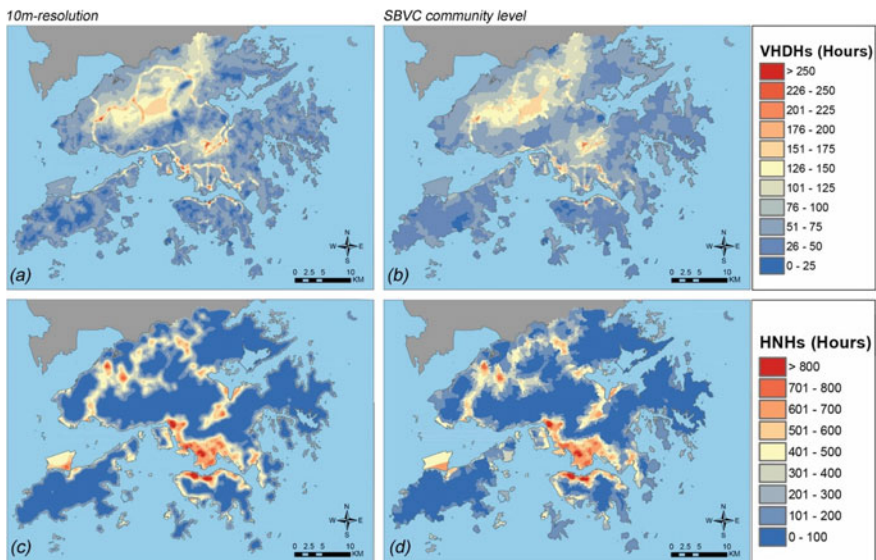 10m-resolution
SBVC community level
VHDHs (Hours)
> 250
226 - 250
201 - 225
176 - 200
151 - 175
126 - 150
101 - 125
76 - 100
51 - 75
26 - 50
0 - 25
N
W E
S
0 2.5 5 10
KM
(a)
N
W E
S
0 2.5 5 10
KM
(b)
HNHs (Hours)
> 800
701 - 800
601 - 700
501 - 600
401 - 500
301 - 400
201 - 300
101 - 200
0 - 100
N
W E
S
0 2.5 5 10
KM
(c)
N
W E
S
0 2.5 5 10
KM
(d)